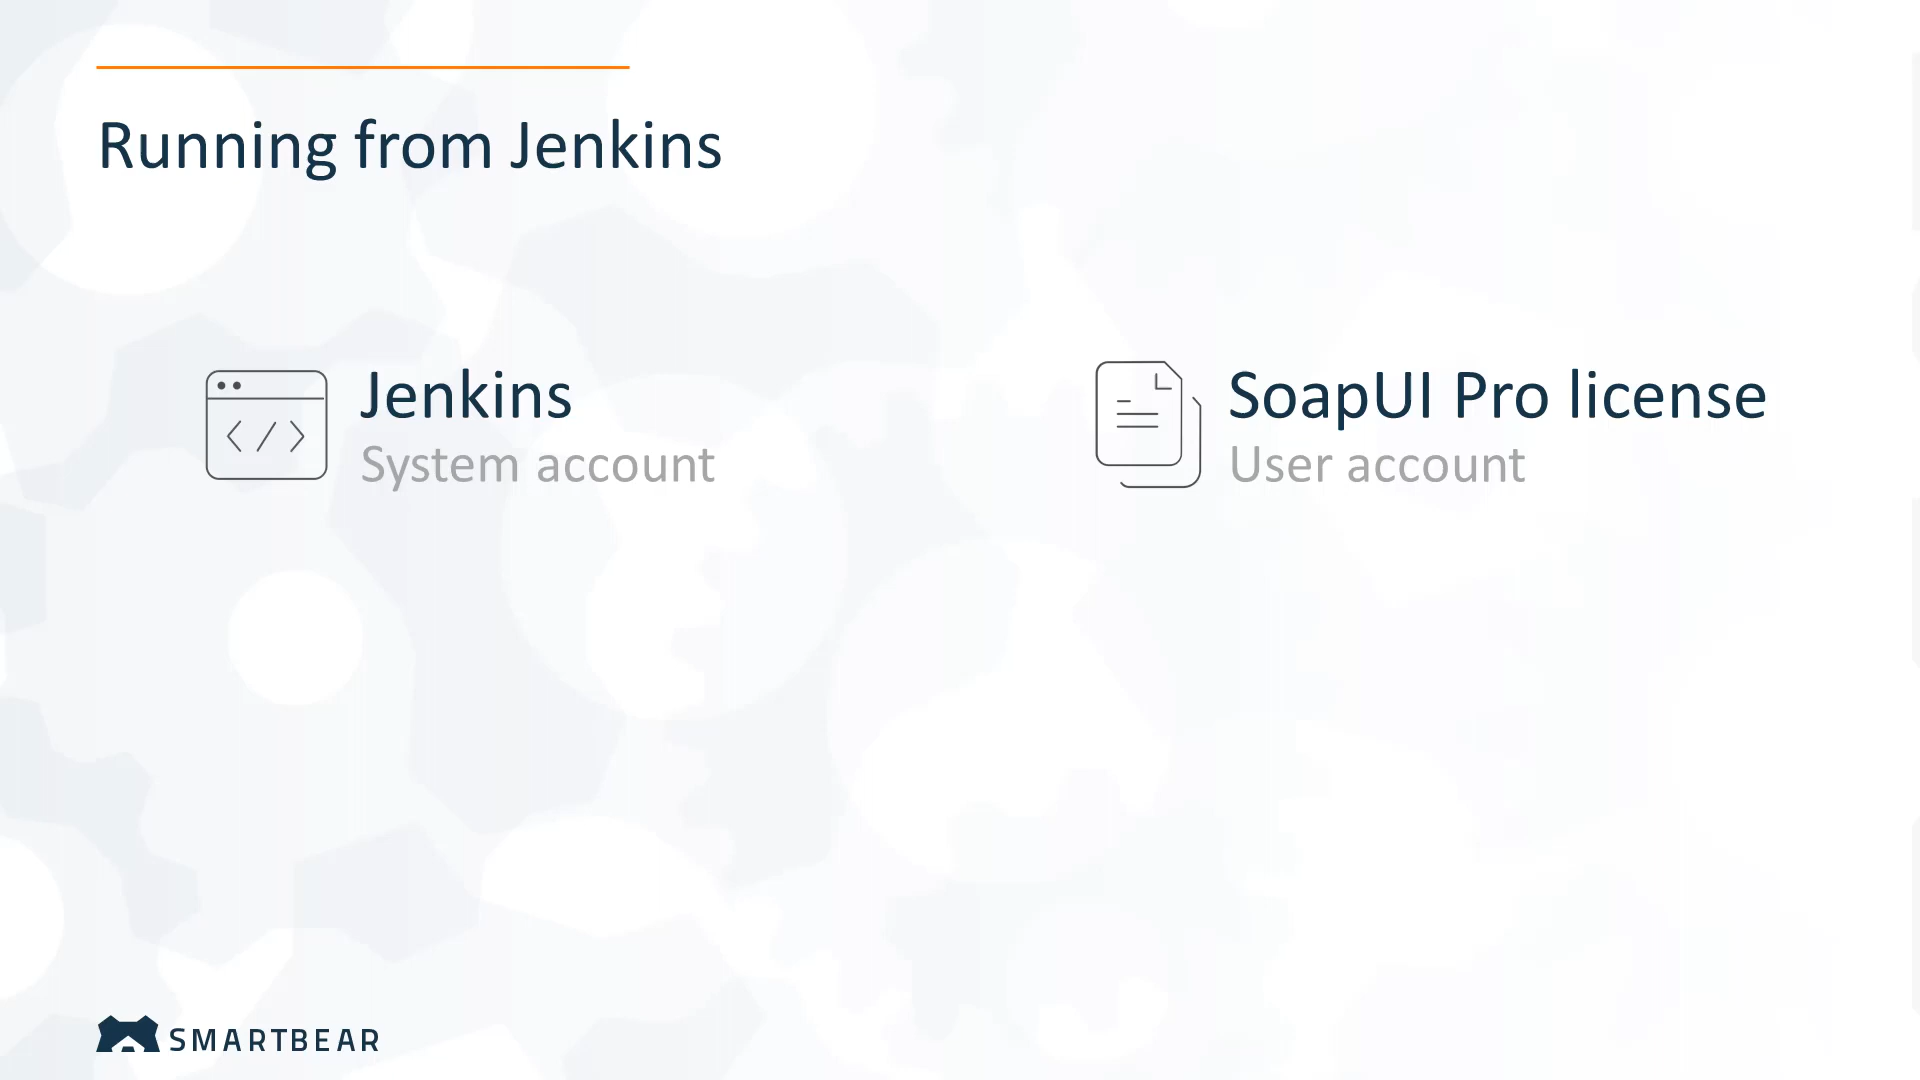 Running from Jenkins
Jenkins
System account
SoapUI Pro license
User account
SMARTBEAR